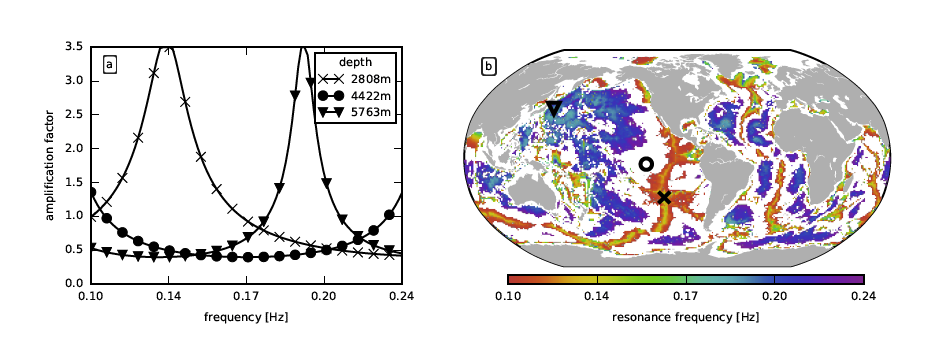 a
b
depth
2808m
4422m
5763m
amplification factor
3.5
3.0
2.5
2.0
1.5
1.0
0.5
0.0
0.10 0.14 0.17 0.20 0.24
frequency [Hz]
0.10 0.14 0.17 0.20 0.24
resonance frequency [Hz]